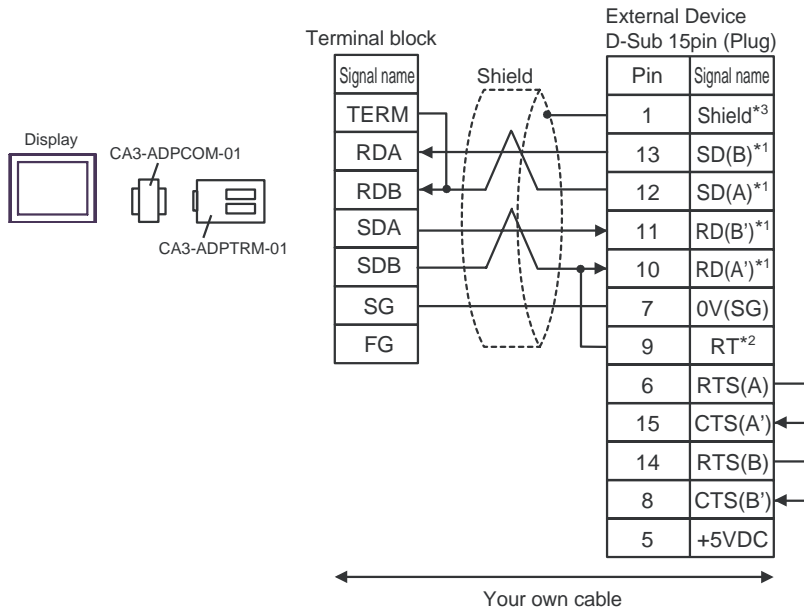 External Device
Terminal block
D-Sub 15pin (Plug)
Signal name
Shield
Pin
Signal name
TERM
1
Shield*3
Display
CA3-ADPCOM-01
RDA
13
SD(B)*1
RDB
12
SD(A)*1
SDA
11
RD(B’)*1
CA3-ADPTRM-01
SDB
10
RD(A’)*1
SG
7
0V(SG)
FG
9
RT*2
6
RTS(A)
15
CTS(A’)
14
RTS(B)
8
CTS(B’)
5
+5VDC
Your own cable